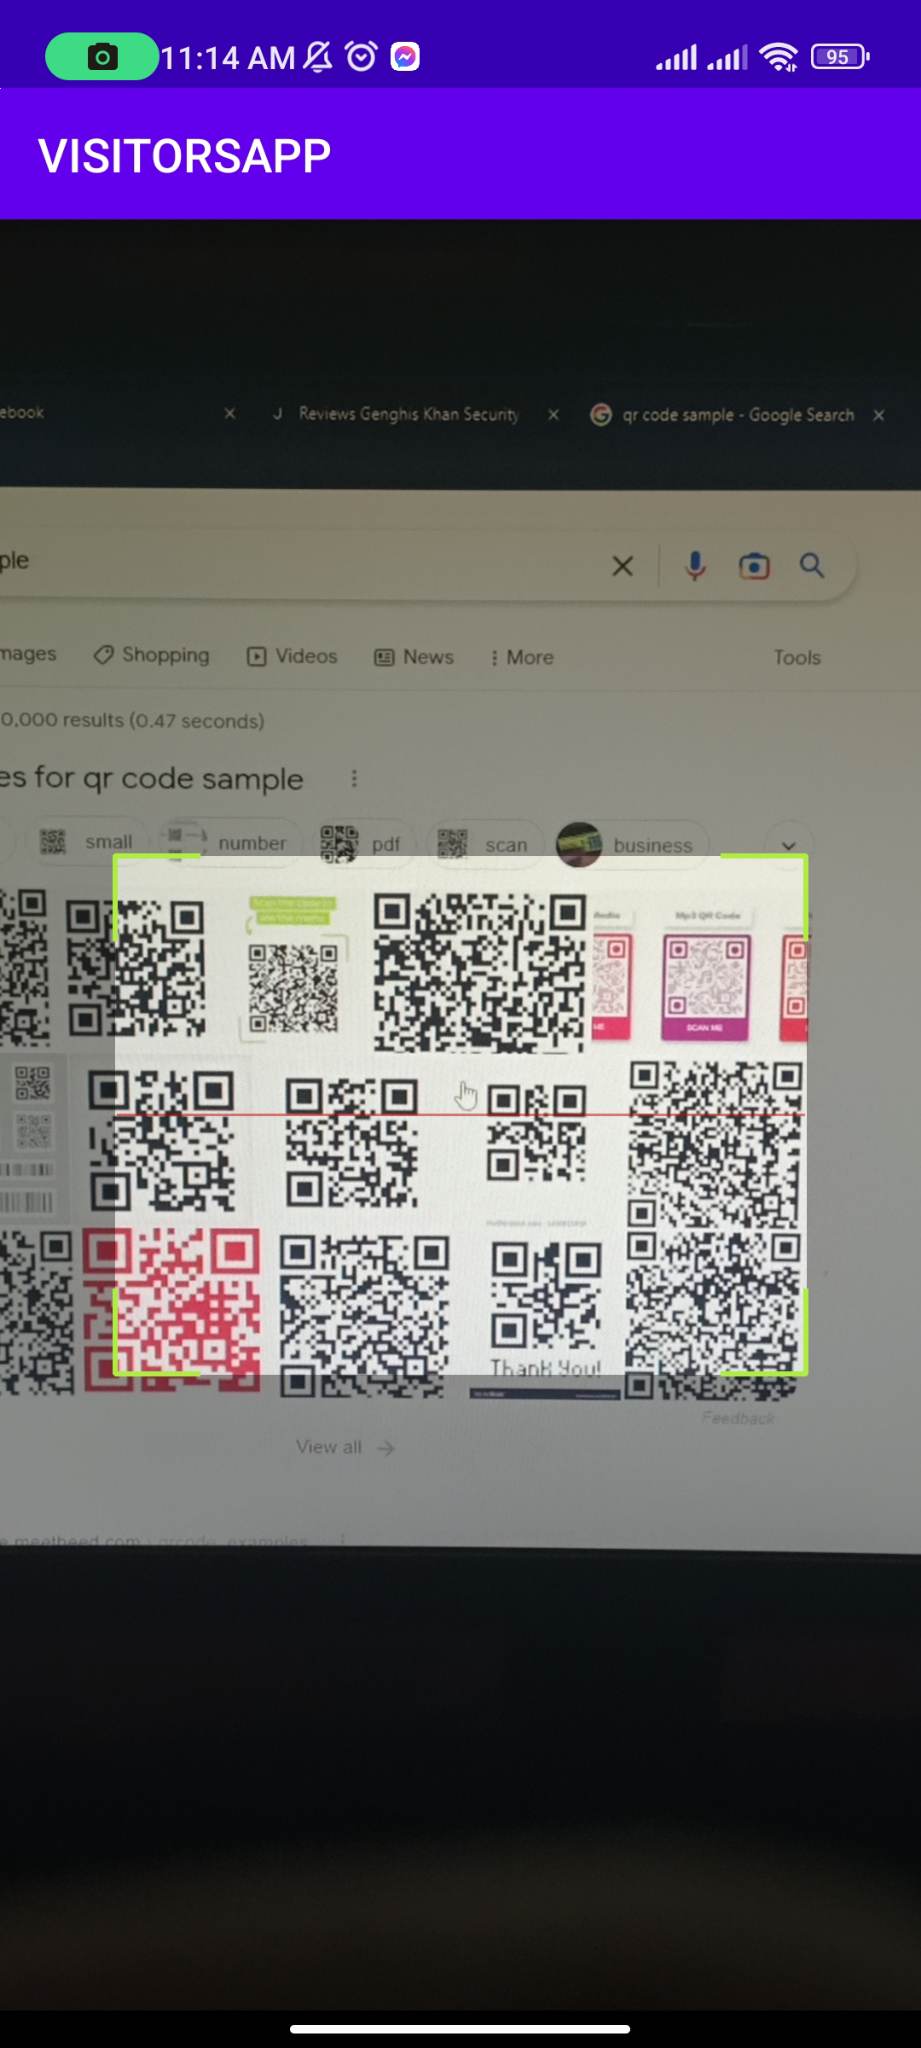 11:14 AM
95
VISITORSAPP
ebook
J Reviews Genghis Khan Security
qr code sample - Google Search
ple
mages
Shopping
Videos
News
More
Tools
0,000 results (0.47 seconds)
es for qr code sample
small
number
pdf
scan
business
Mp3 QR Code
SCAN ME
ME
Thank You!
Feedback
View all